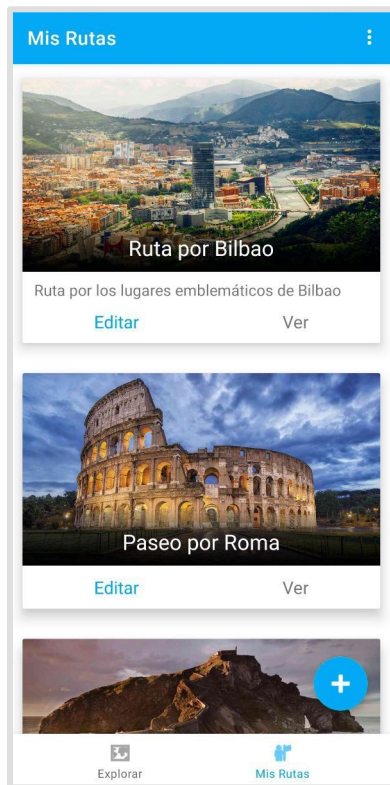 Mis Rutas
Ruta por Bilbao
Ruta por los lugares emblemáticos de Bilbao
Editar Ver
Paseo por Roma
Editar Ver
+
Explorar Mis Rutas